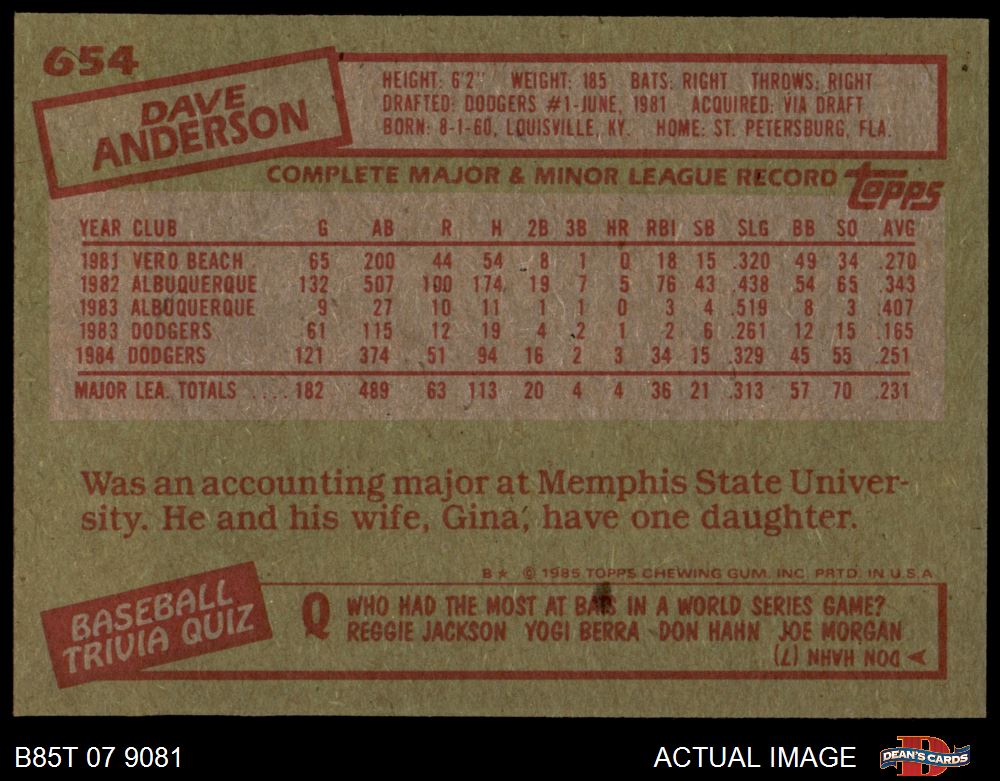 654
DAVE
ANDERSON
HEIGHT: 6'2" WEIGHT: 185 BATS: RIGHT THROWS: RIGHT
DRAFTED: DODGERS #1-JUNE, 1981 ACQUIRED: VIA DRAFT
BORN: 8-1-60, LOUISVILLE, KY. HOME: ST. PETERSBURG, FLA.
COMPLETE MAJOR & MINOR LEAGUE RECORD topps
YEAR CLUB G AB R H 2B 3B HR RBI SB SLG BB SO AVG
1981 VERO BEACH 65 200 44 54 8 1 0 18 15 .320 49 34 .270
1982 ALBUQUERQUE 132 507 100 174 19 7 5 76 43 .438 54 65 .343
1983 ALBUQUERQUE 9 27 10 11 1 1 0 3 4 .519 8 3 .407
1983 DODGERS 61 115 12 19 4 2 1 2 6 .261 12 15 .165
1984 DODGERS 121 374 51 94 16 2 3 34 15 .329 45 55 .251
MAJOR LEA. TOTALS .... 182 489 63 113 20 4 4 36 21 .313 57 70 .231
Was an accounting major at Memphis State Univer-
sity. He and his wife, Gina, have one daughter.
B* © 1985 TOPPS CHEWING GUM, INC. PRTD. IN U.S.A.
BASEBALL
TRIVIA QUIZ
Q WHO HAD THE MOST AT BATS IN A WORLD SERIES GAME?
REGGIE JACKSON YOGI BERRA DON HAHN JOE MORGAN
DON HAHN (7)
B85T 07 9081 ACTUAL IMAGE DEAN'S CARDS